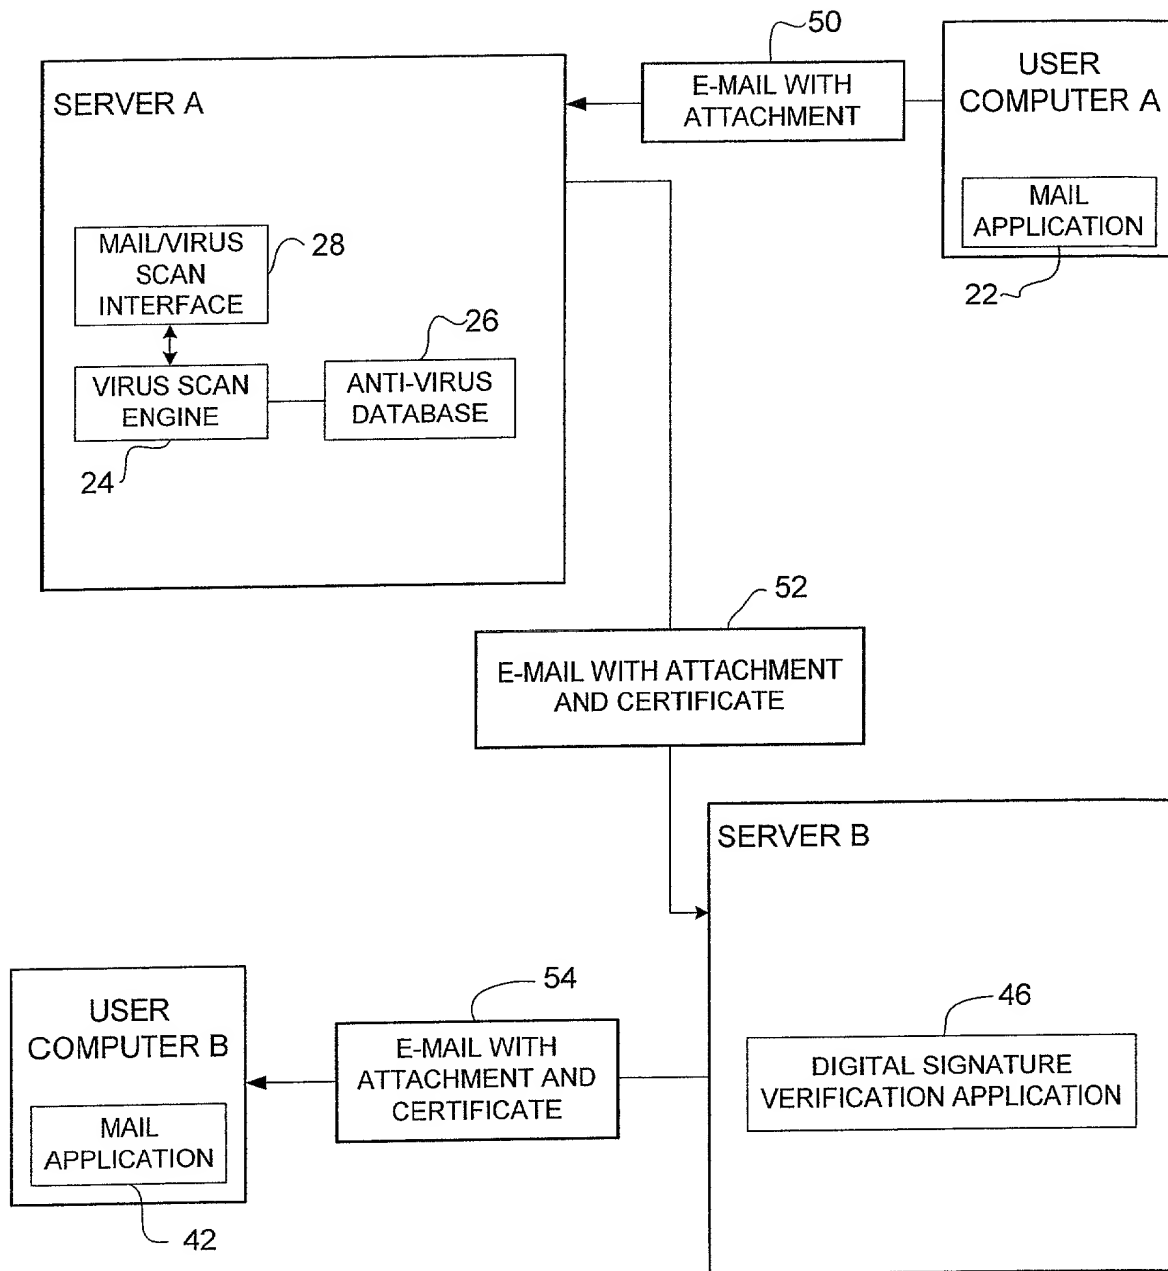 50
E-MAIL WITH
ATTACHMENT
USER
COMPUTER A
MAIL
APPLICATION
22
SERVER A
MAIL/VIRUS
SCAN
INTERFACE
28
26
VIRUS SCAN
ENGINE
ANTI-VIRUS
DATABASE
24
52
E-MAIL WITH ATTACHMENT
AND CERTIFICATE
SERVER B
46
DIGITAL SIGNATURE
VERIFICATION APPLICATION
54
E-MAIL WITH
ATTACHMENT AND
CERTIFICATE
USER
COMPUTER B
MAIL
APPLICATION
42